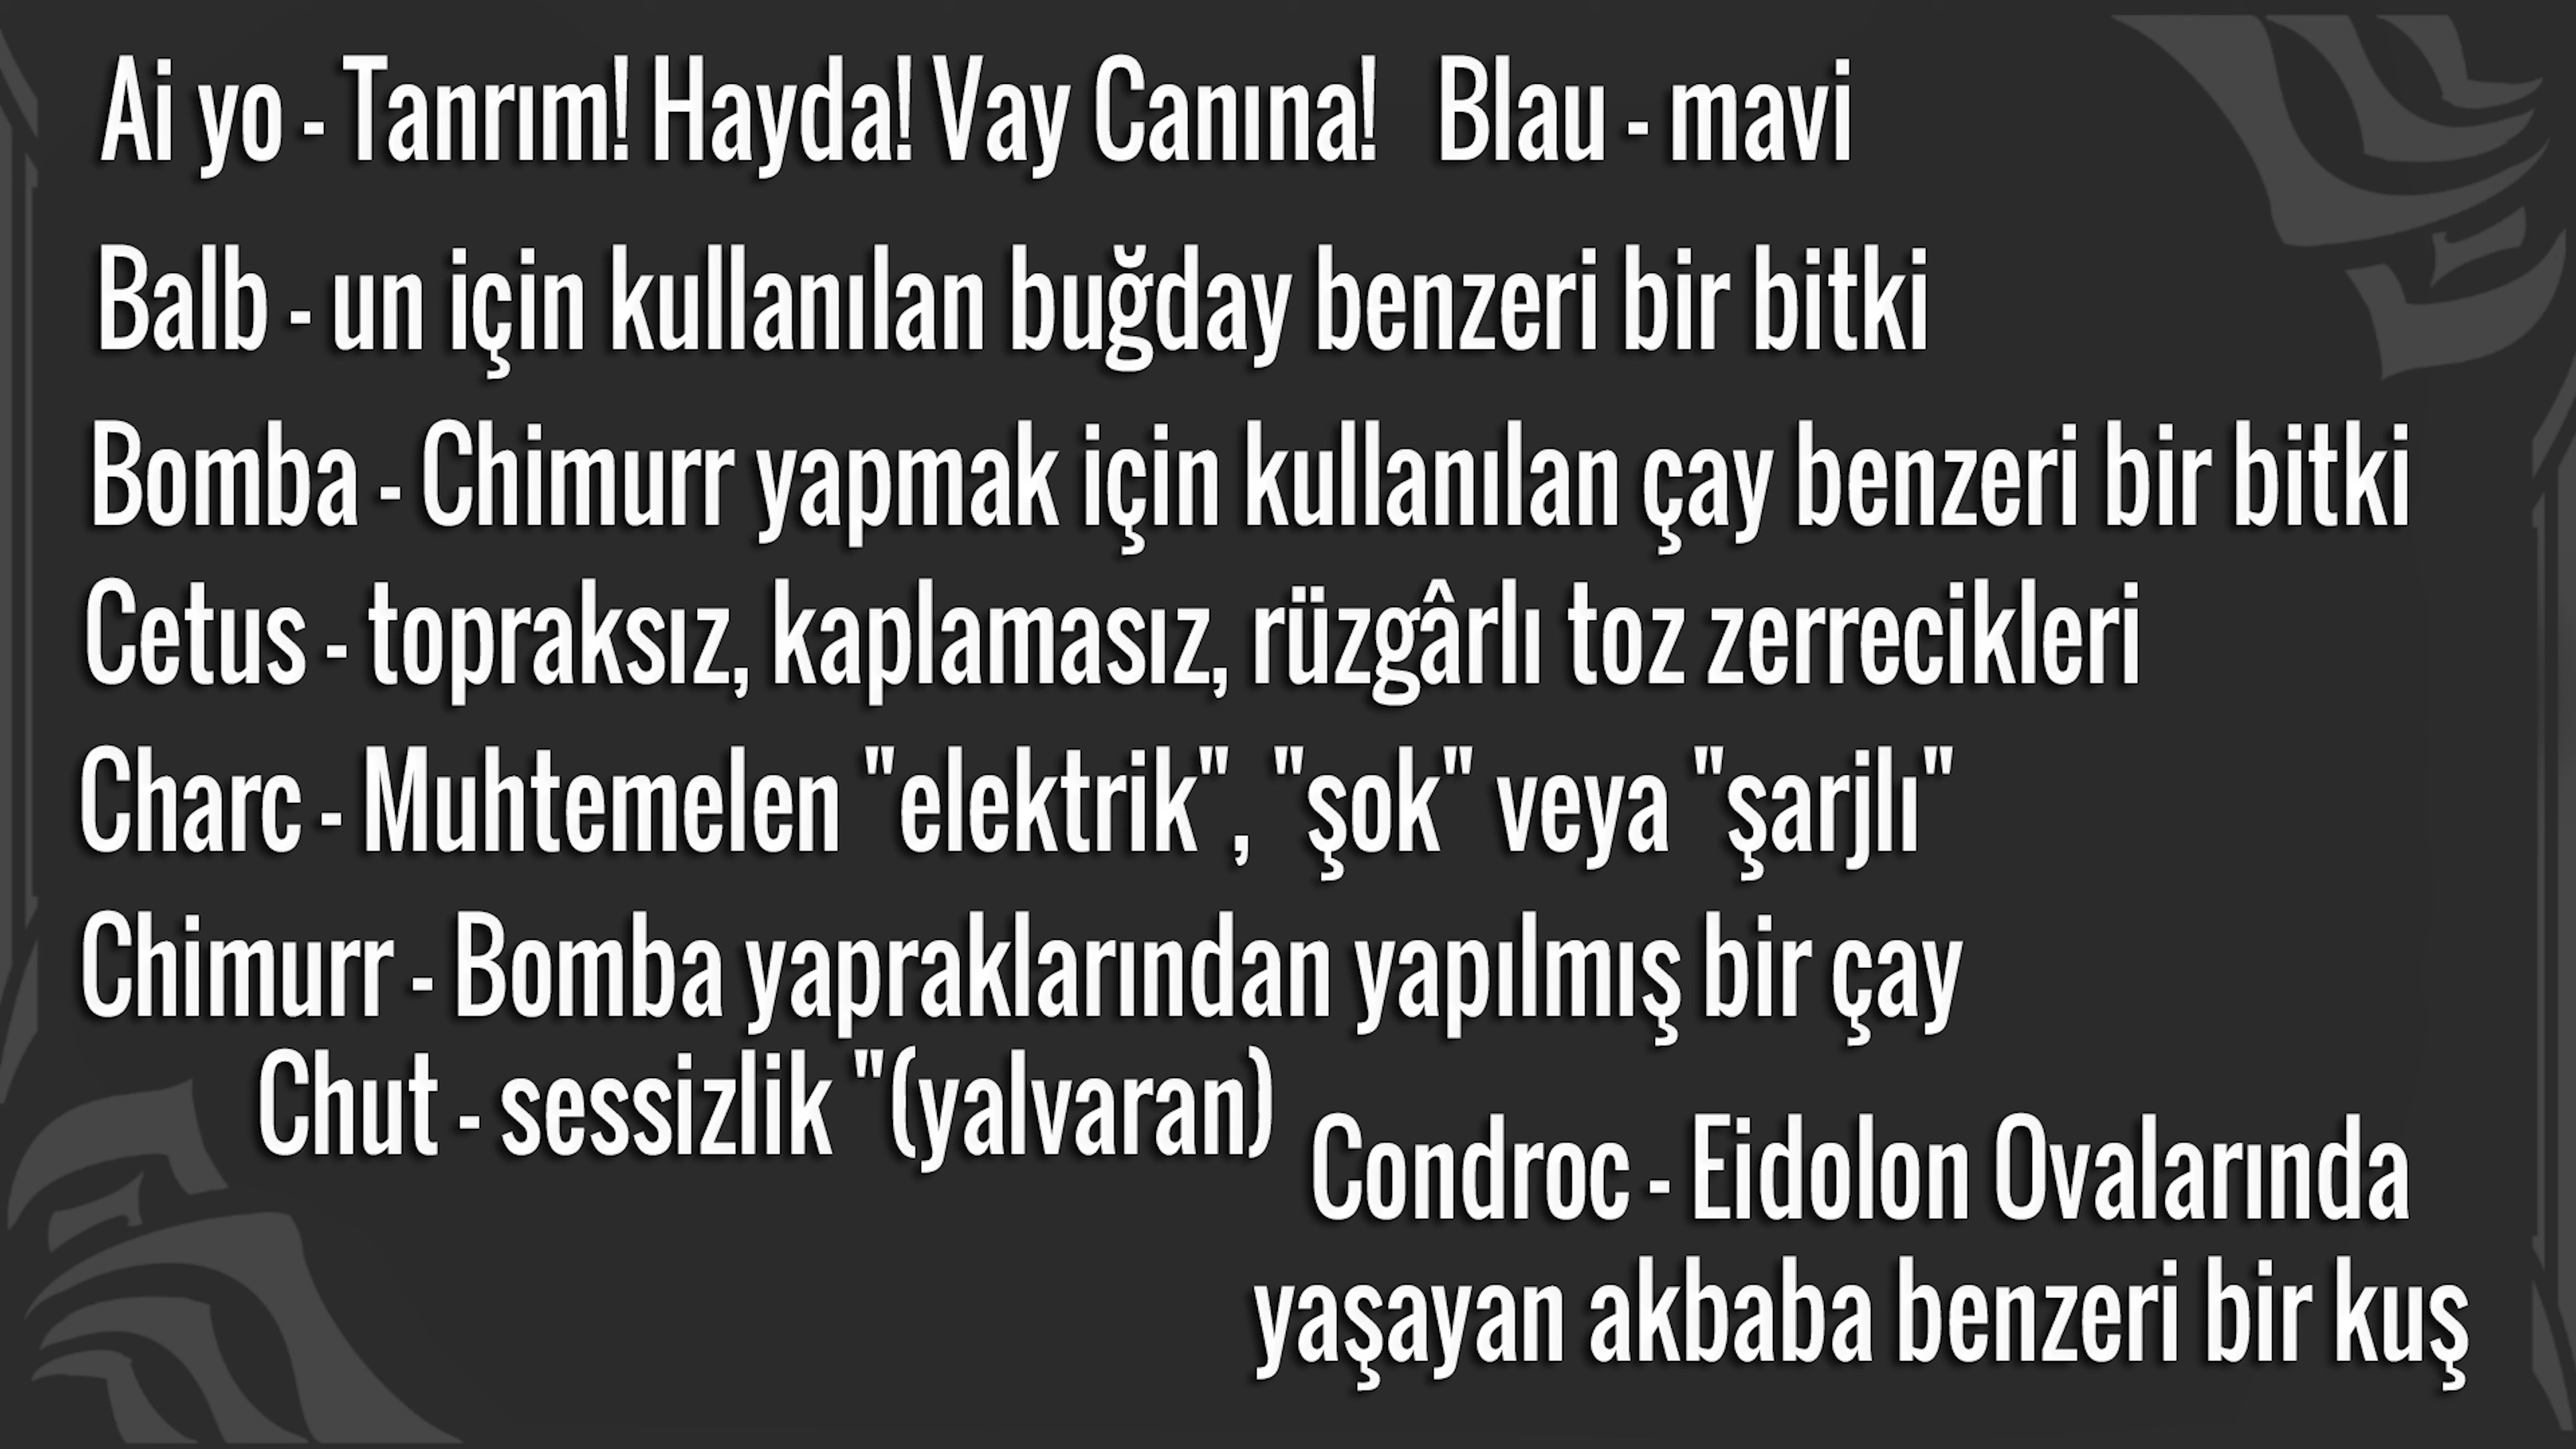 Ai yo - Tanrım! Hayda! Vay Canına! Blau - mavi
Balb - un için kullanılan buğday benzeri bir bitki
Bomba - Chimurr yapmak için kullanılan çay benzeri bir bitki
Cetus - topraksız, kaplamasız, rüzgârlı toz zerrecikleri
Charc - Muhtemelen "elektrik", "şok" veya "şarjlı"
Chimurr - Bomba yapraklarından yapılmış bir çay
Chut - sessizlik "(yalvaran)
Condroc - Eidolon Ovalarında
yaşayan akbaba benzeri bir kuş